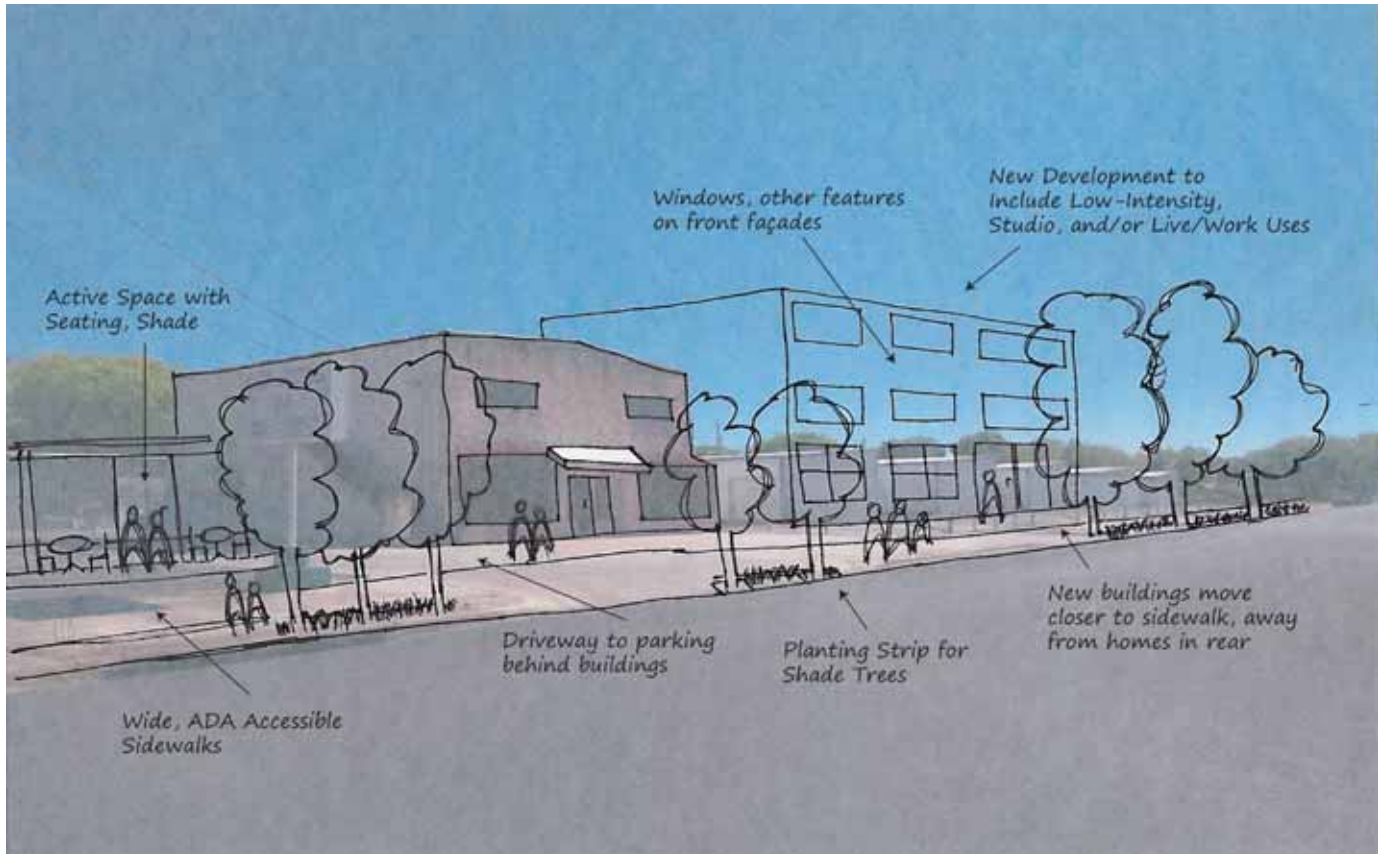 New Development to
Include Low-Intensity,
Studio, and/or Live/Work Uses
Windows, other features
on front façades
Active Space with
Seating, Shade
New buildings move
closer to sidewalk, away
from homes in rear
Driveway to parking
behind buildings
Planting Strip for
Shade Trees
Wide, ADA Accessible
Sidewalks